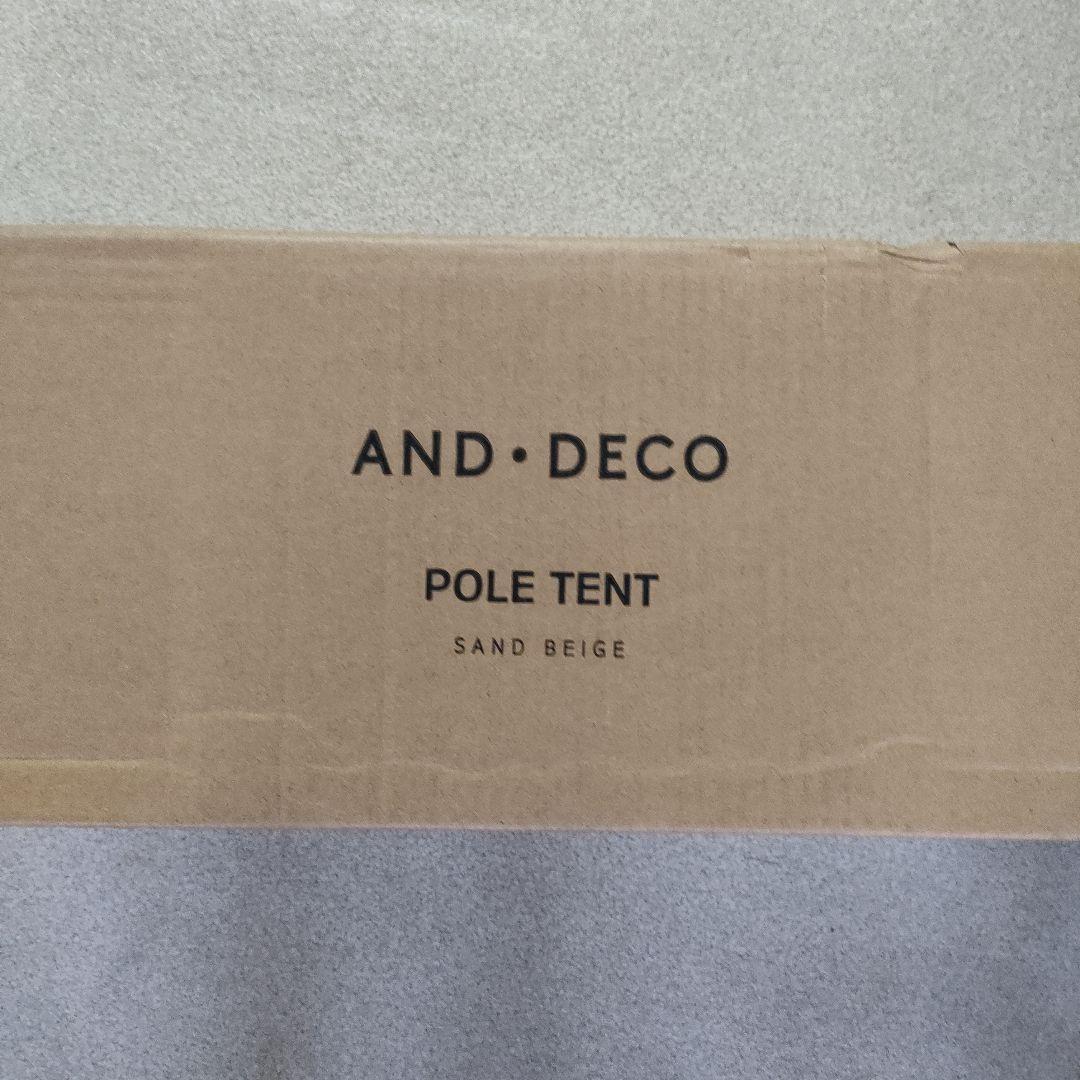 AND・DECO
POLE TENT
SAND BEIGE